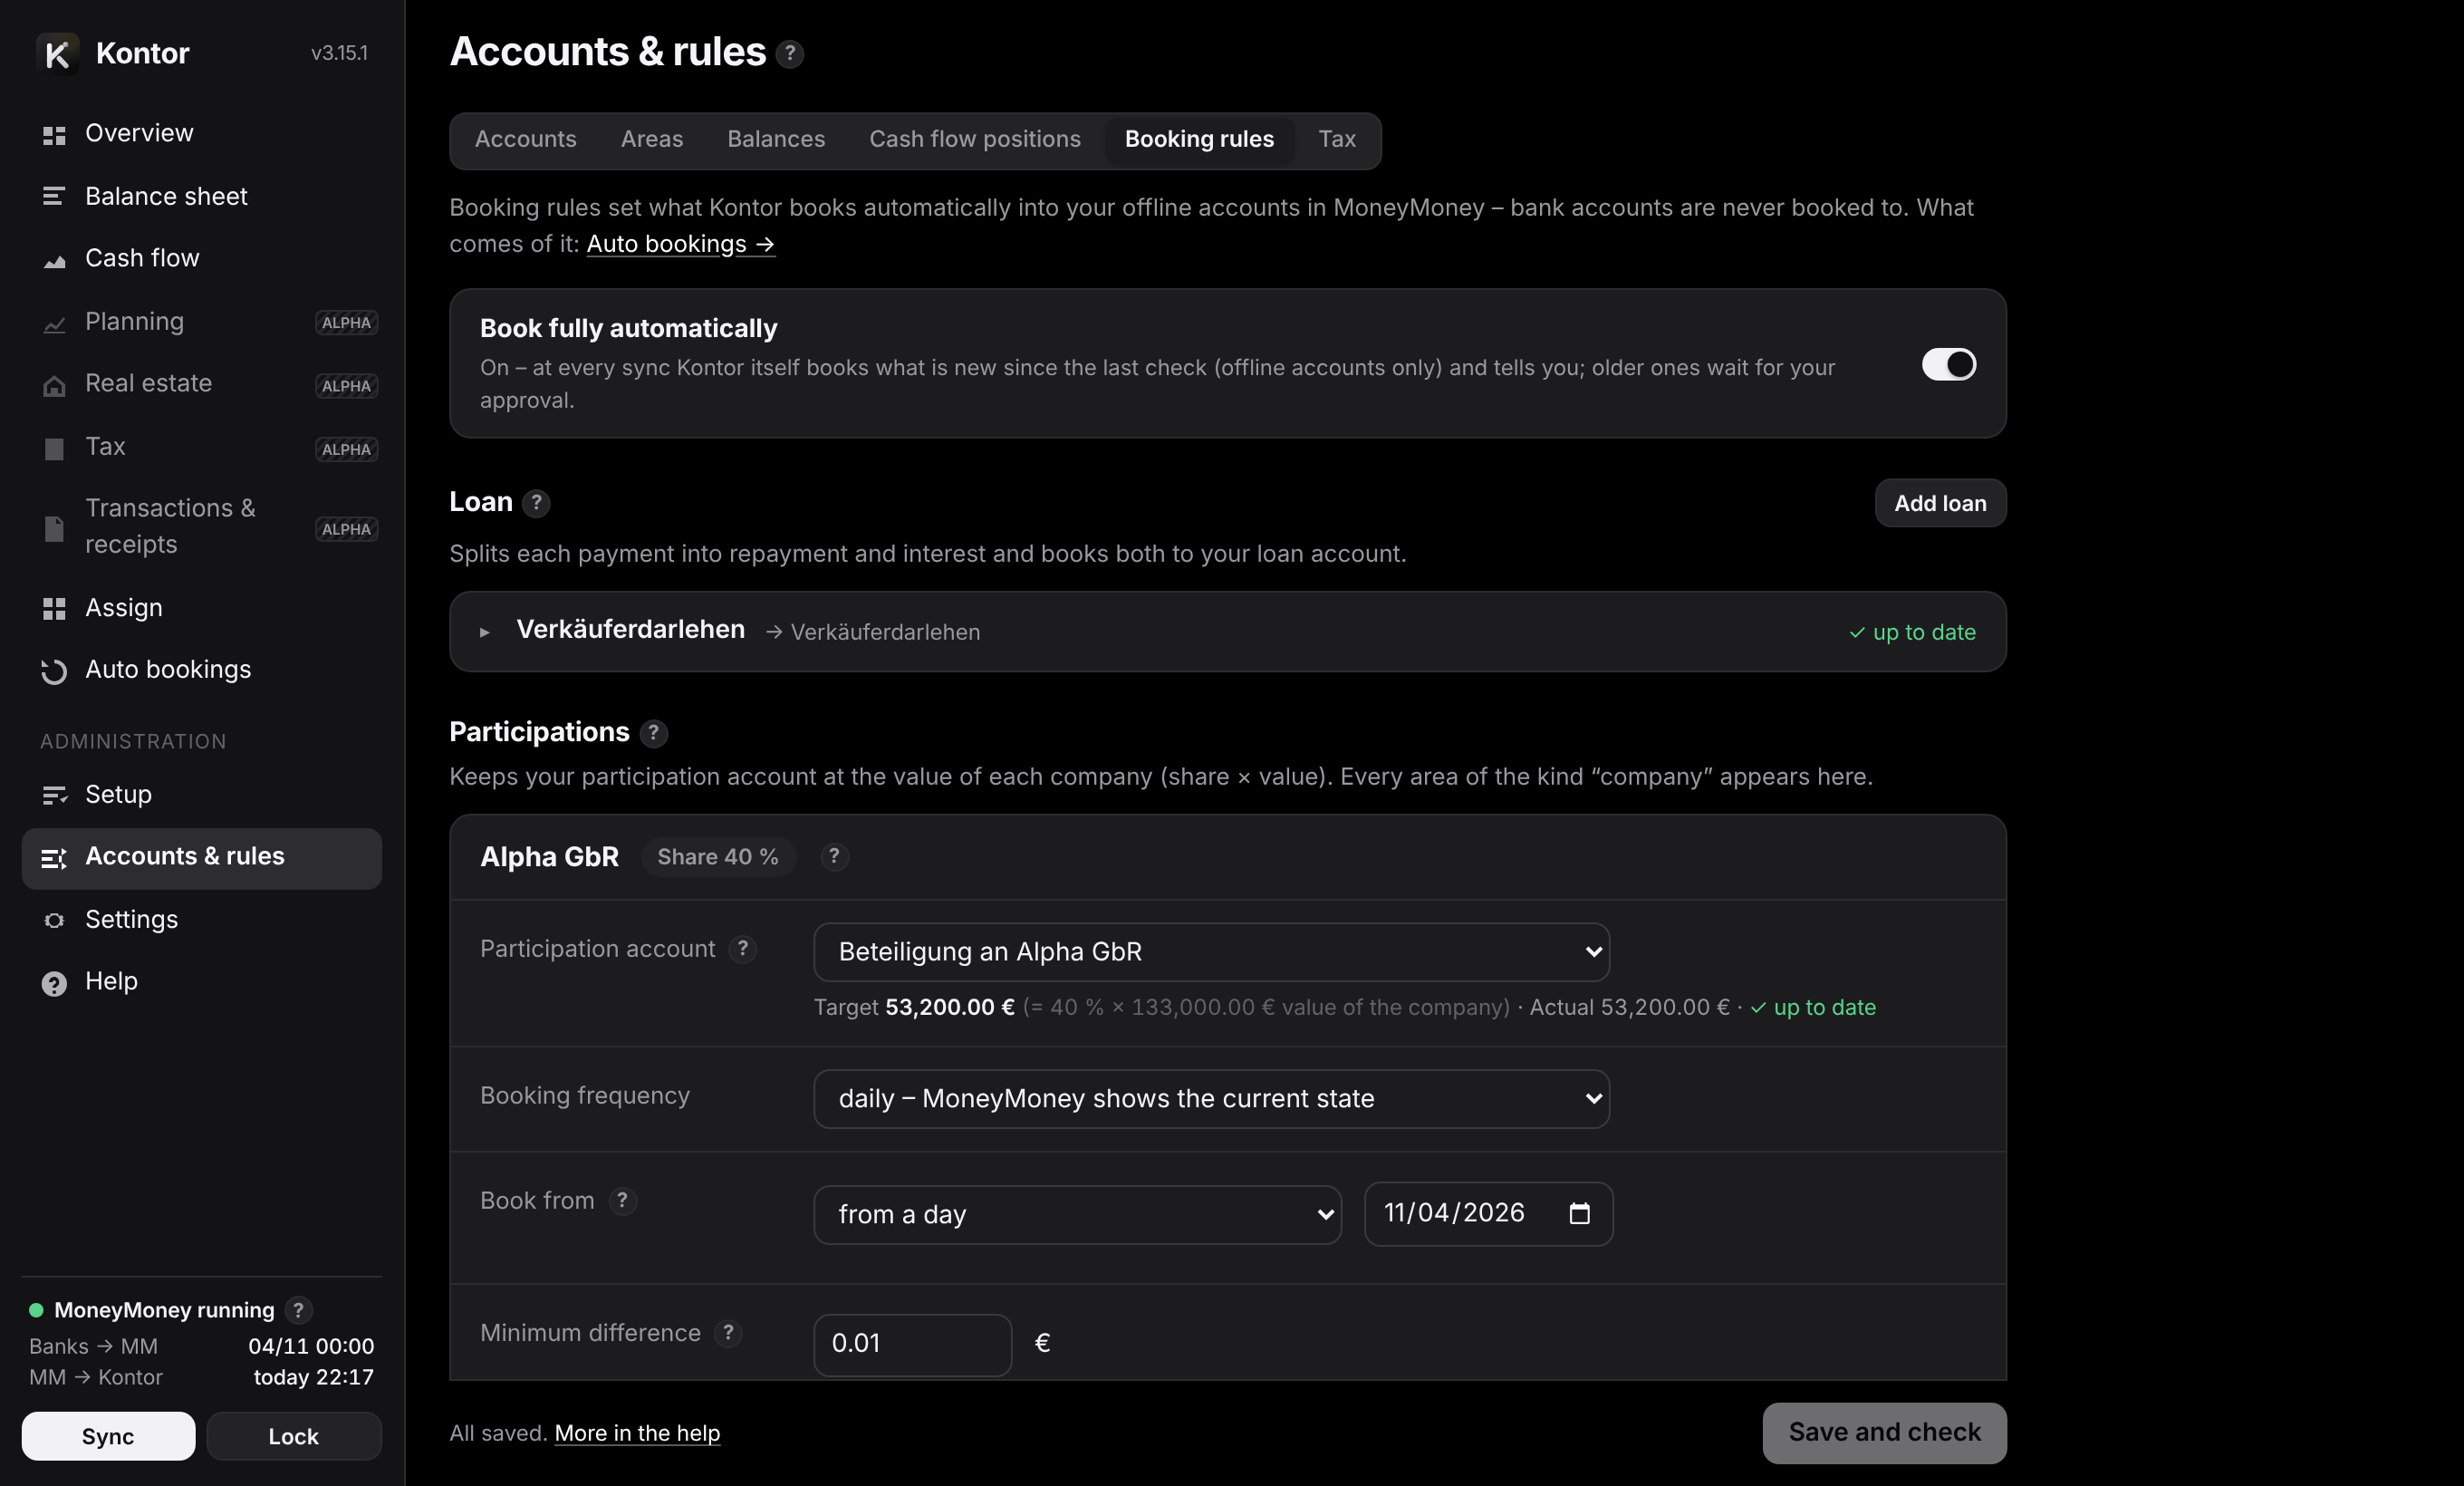 Kontor v3.15.1
Overview
Balance sheet
Cash flow
Planning ALPHA
Real estate ALPHA
Tax ALPHA
Transactions &
receipts ALPHA
Assign
Auto bookings
ADMINISTRATION
Setup
Accounts & rules
Settings
Help
MoneyMoney running ?
Banks → MM 04/11 00:00
MM → Kontor today 22:17
Sync Lock
Accounts & rules ?
Accounts Areas Balances Cash flow positions Booking rules Tax
Booking rules set what Kontor books automatically into your offline accounts in MoneyMoney – bank accounts are never booked to. What
comes of it: Auto bookings →
Book fully automatically
On – at every sync Kontor itself books what is new since the last check (offline accounts only) and tells you; older ones wait for your
approval.
Loan ? Add loan
Splits each payment into repayment and interest and books both to your loan account.
▸ Verkäuferdarlehen → Verkäuferdarlehen ✓ up to date
Participations ?
Keeps your participation account at the value of each company (share × value). Every area of the kind “company” appears here.
Alpha GbR Share 40 % ?
Participation account ? Beteiligung an Alpha GbR
Target 53,200.00 € (= 40 % × 133,000.00 € value of the company) · Actual 53,200.00 € · ✓ up to date
Booking frequency daily – MoneyMoney shows the current state
Book from ? from a day 11/04/2026
Minimum difference ? 0.01 €
All saved. More in the help Save and check